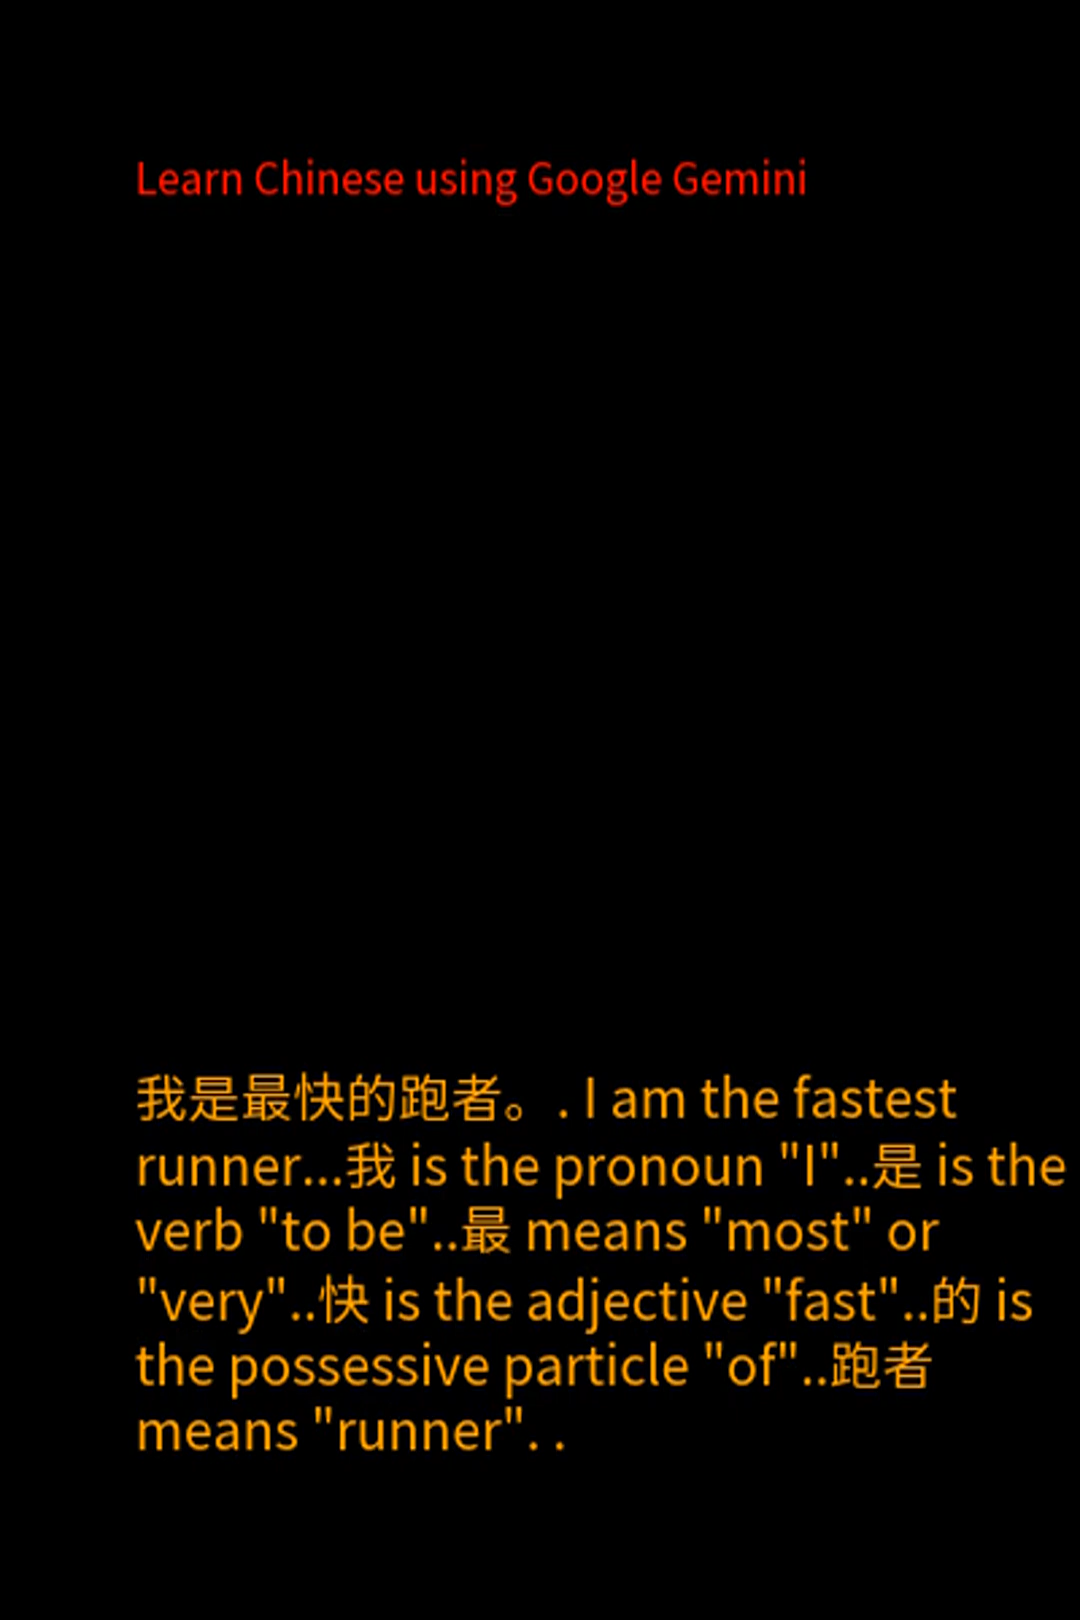 Learn Chinese using Google Gemini
我是最快的跑者。. I am the fastest
runner...我 is the pronoun "I"..是 is the
verb "to be"..最 means "most" or
"very"..快 is the adjective "fast"..的 is
the possessive particle "of"..跑者
means "runner". .